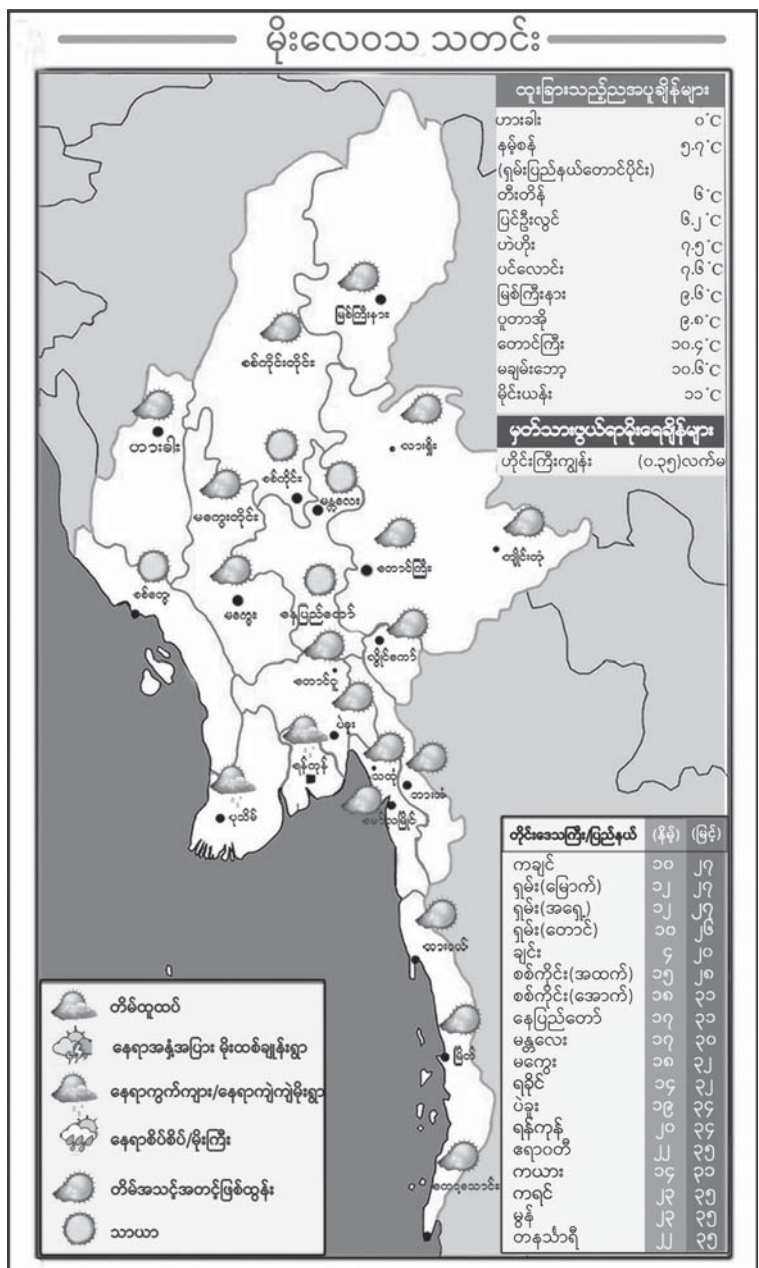 မိုးလေဝသ သတင်း
ထူးခြားသည့်ညအပူချိန်များ
ဟားခါး ၀°C
နမ့်စန် ၅.၇°C
(ရှမ်းပြည်နယ်တောင်ပိုင်း)
တီးတိန် ၆°C
ပြင်ဦးလွင် ၆.၂°C
ဟဲဟိုး ၇.၅°C
ပင်လောင်း ၇.၆°C
မြစ်ကြီးနား ၉.၆°C
ပူတာအို ၉.၈°C
တောင်ကြီး ၁၀.၄°C
မချမ်းဘော့ ၁၀.၆°C
မိုင်းယန်း ၁၁°C
မှတ်သားဖွယ်ရာမိုးရေချိန်များ
ဟိုင်းကြီးကျွန်း (၀.၃၅)လက်မ
မြစ်ကြီးနား
စစ်ကိုင်းတိုင်း
ဟားခါး
လားရှိုး
စစ်ကိုင်း
မန္တလေး
မကွေးတိုင်း
ကျိုင်းတုံ
တောင်ကြီး
စစ်တွေ
မကွေး
နေပြည်တော်
လွိုင်ကော်
တောင်ငူ
ပဲခူး
ရန်ကုန်
သထုံ
ဘားအံ
ပုသိမ်
မော်လမြိုင်
ထားဝယ်
မြိတ်
ကော့သောင်း
တိမ်ထူထပ်
နေရာအနှံ့အပြား မိုးထစ်ချုန်းရွာ
နေရာကွက်ကျား/နေရာကျဲကျဲမိုးရွာ
နေရာစိပ်စိပ်/မိုးကြီး
တိမ်အသင့်အတင့်ဖြစ်ထွန်း
သာယာ
တိုင်းဒေသကြီး/ပြည်နယ် (နိမ့်) (မြင့်)
ကချင် ၁၀ ၂၇
ရှမ်း(မြောက်) ၁၂ ၂၇
ရှမ်း(အရှေ့) ၁၂ ၂၇
ရှမ်း(တောင်) ၁၀ ၂၆
ချင်း ၄ ၂၀
စစ်ကိုင်း(အထက်) ၁၅ ၂၈
စစ်ကိုင်း(အောက်) ၁၈ ၃၁
နေပြည်တော် ၁၇ ၃၁
မန္တလေး ၁၇ ၃၀
မကွေး ၁၈ ၃၂
ရခိုင် ၁၄ ၃၂
ပဲခူး ၁၉ ၃၄
ရန်ကုန် ၂၀ ၃၄
ဧရာဝတီ ၂၂ ၃၅
ကယား ၁၄ ၃၁
ကရင် ၂၃ ၃၅
မွန် ၂၃ ၃၅
တနင်္သာရီ ၂၂ ၃၅